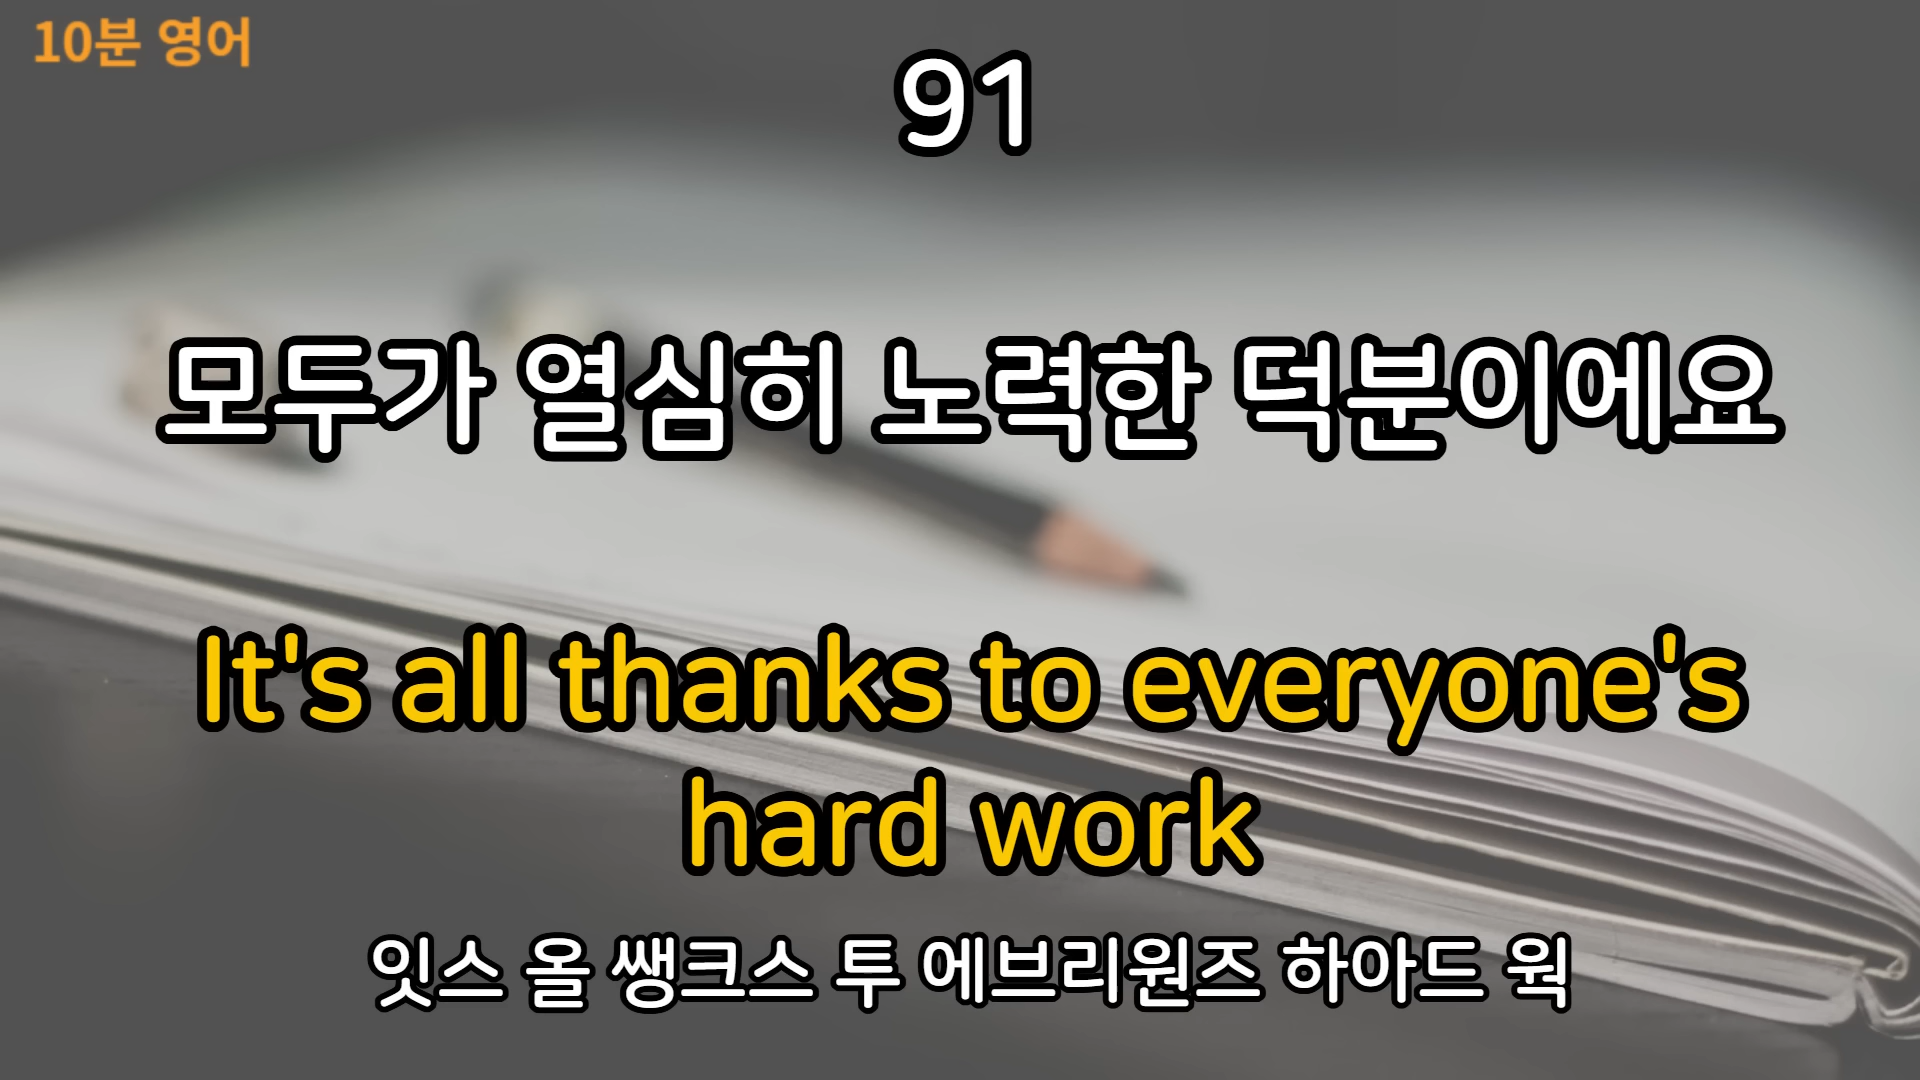 10분 영어
91
모두가 열심히 노력한 덕분이에요
It's all thanks to everyone's
hard work
잇스 올 쌩크스 투 에브리원즈 하아드 웍